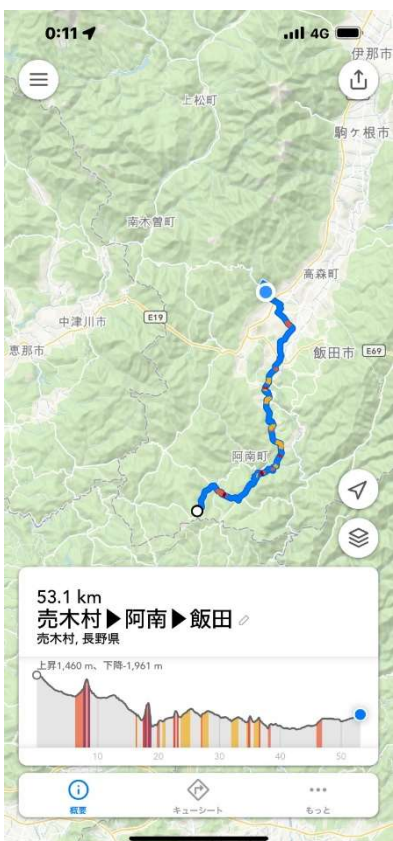 0:11
4G
伊那市
上松町
駒ヶ根市
南木曽町
高森町
中津川市
E19
恵那市
飯田市
E69
阿南町
53.1 km
売木村▶阿南▶飯田
売木村, 長野県
上昇1,460 m、下降-1,961 m
10 20 30 40 50
概要 キューシート もっと